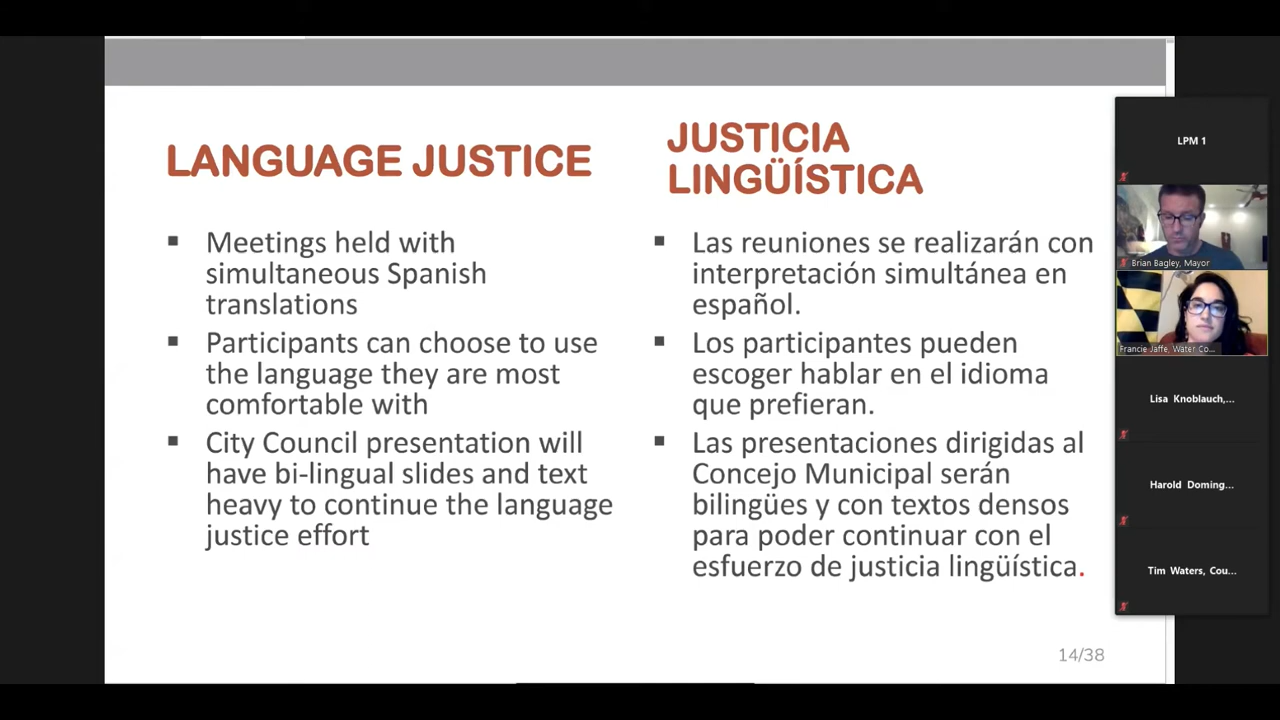 LANGUAGE JUSTICE
▪ Meetings held with
simultaneous Spanish
translations
▪ Participants can choose to use
the language they are most
comfortable with
▪ City Council presentation will
have bi-lingual slides and text
heavy to continue the language
justice effort
JUSTICIA
LINGÜÍSTICA
▪ Las reuniones se realizarán con
interpretación simultánea en
español.
▪ Los participantes pueden
escoger hablar en el idioma
que prefieran.
▪ Las presentaciones dirigidas al
Concejo Municipal serán
bilingües y con textos densos
para poder continuar con el
esfuerzo de justicia lingüística.
14/38
LPM 1
Brian Bagley, Mayor
Francie Jaffe, Water Co...
Lisa Knoblauch,...
Harold Doming...
Tim Waters, Cou...